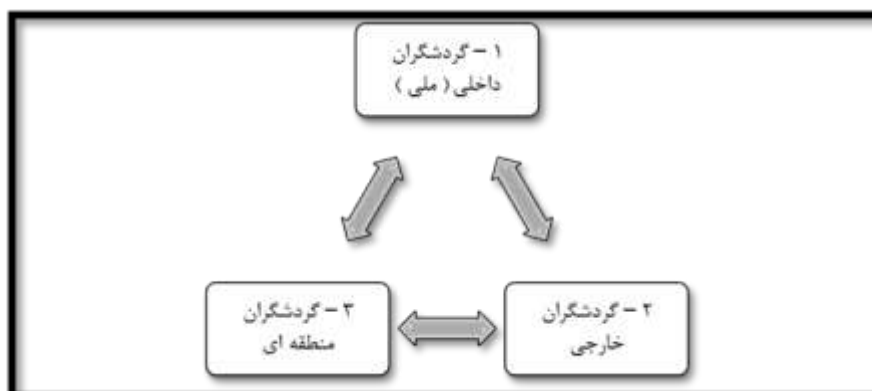 ۱ – گردشگران
داخلی ( ملی )
۲ – گردشگران
خارجی
۳ – گردشگران
منطقه ای